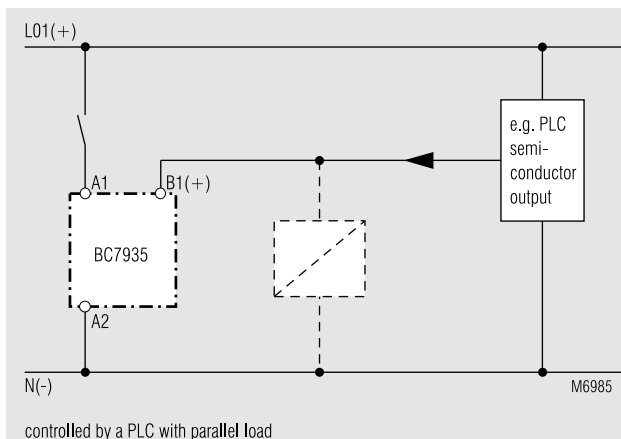 L01(+)
e.g. PLC
semi-
conductor
output
A1
B1(+)
BC7935
A2
N(-)
M6985
controlled by a PLC with parallel load